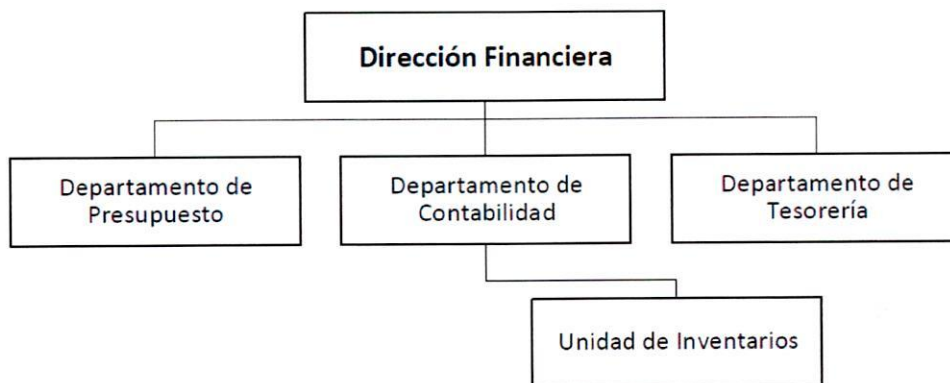 Dirección Financiera
Departamento de
Presupuesto
Departamento de
Contabilidad
Departamento de
Tesorería
Unidad de Inventarios